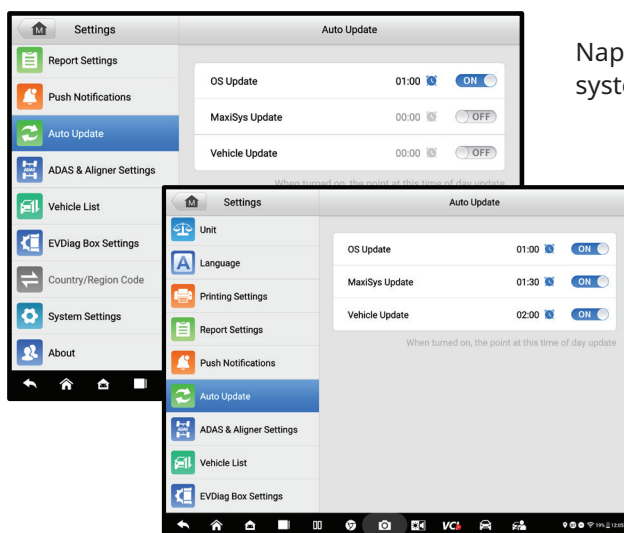 Settings
Auto Update
Report Settings
Push Notifications
Auto Update
ADAS & Aligner Settings
Vehicle List
EVDiag Box Settings
Country/Region Code
System Settings
About
OS Update 01:00 ON
MaxiSys Update 00:00 OFF
Vehicle Update 00:00 OFF
When turned on, the point at this time of day update
Settings
Auto Update
Unit
Language
Printing Settings
Report Settings
Push Notifications
Auto Update
ADAS & Aligner Settings
Vehicle List
EVDiag Box Settings
OS Update 01:00 ON
MaxiSys Update 01:30 ON
Vehicle Update 02:00 ON
When turned on, the point at this time of day update
VCI
19% 12:05
Nap
syste